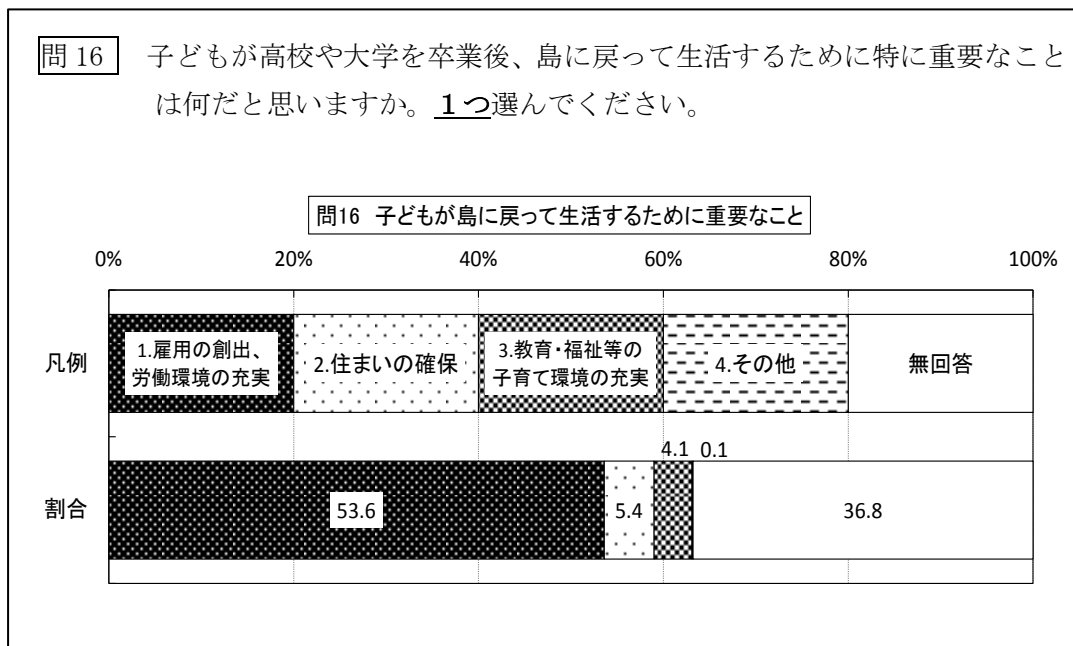 問16 子どもが高校や大学を卒業後、島に戻って生活するために特に重要なこと
は何だと思いますか。１つ選んでください。
問16 子どもが島に戻って生活するために重要なこと
0% 20% 40% 60% 80% 100%
凡例
1.雇用の創出、
労働環境の充実
2.住まいの確保
3.教育・福祉等の
子育て環境の充実
4.その他
無回答
4.1 0.1
割合 53.6 5.4 36.8